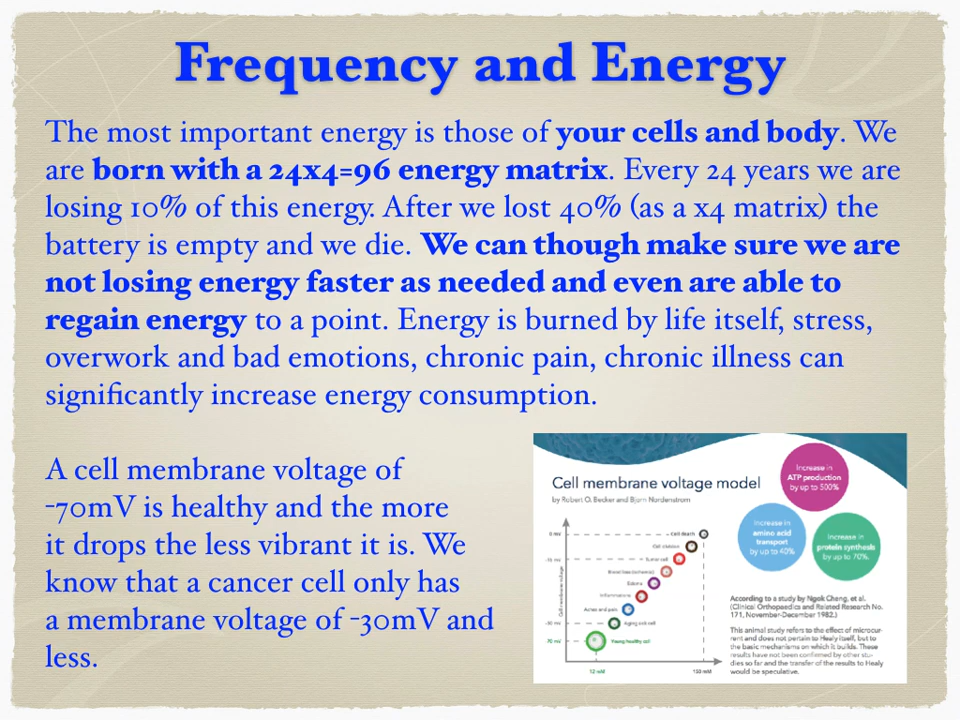 Frequency and Energy
The most important energy is those of your cells and body. We
are born with a 24x4=96 energy matrix. Every 24 years we are
losing 10% of this energy. After we lost 40% (as a x4 matrix) the
battery is empty and we die. We can though make sure we are
not losing energy faster as needed and even are able to
regain energy to a point. Energy is burned by life itself, stress,
overwork and bad emotions, chronic pain, chronic illness can
significantly increase energy consumption.
A cell membrane voltage of
-70mV is healthy and the more
it drops the less vibrant it is. We
know that a cancer cell only has
a membrane voltage of -30mV and
less.
Cell membrane voltage model
by Robert O. Becker and Bjorn Nordenstrom
Increase in
ATP production
by up to 500%
Increase in
amino acid
transport
by up to 40%
Increase in
protein synthesis
by up to 70%
Cell membrane voltage
0 mV
Cell death
Cell disease
Tumor cell
Edema
Inflammations
Aches and pain
Aging sick cell
Young healthy cell
12 mM
150 mM
According to a study by Ngok Cheng, et al.
(Clinical Orthopaedics and Related Research No.
171, November-December 1982.)
This animal study refers to the effect of microcur-
rent and does not pertain to Healy itself, but to
the basic mechanisms on which it builds. These
results have not been confirmed by other stu-
dies so far and the transfer of the results to Healy
would be speculative.